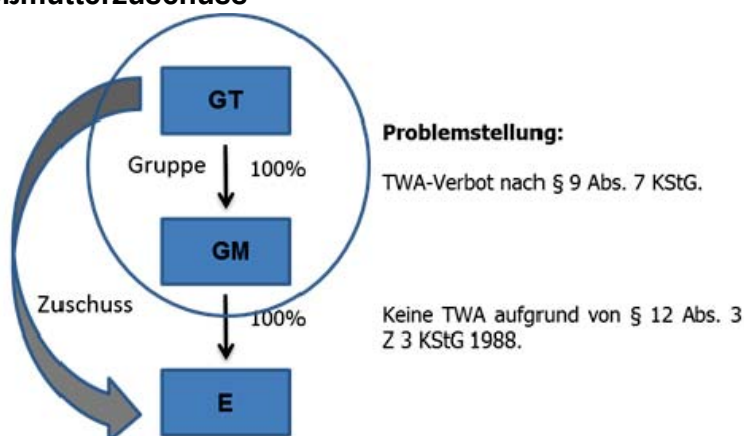 ßmutterzuschuss
GT
Problemstellung:
Gruppe 100%
TWA-Verbot nach § 9 Abs. 7 KStG.
GM
Zuschuss
100%
Keine TWA aufgrund von § 12 Abs. 3
Z 3 KStG 1988.
E